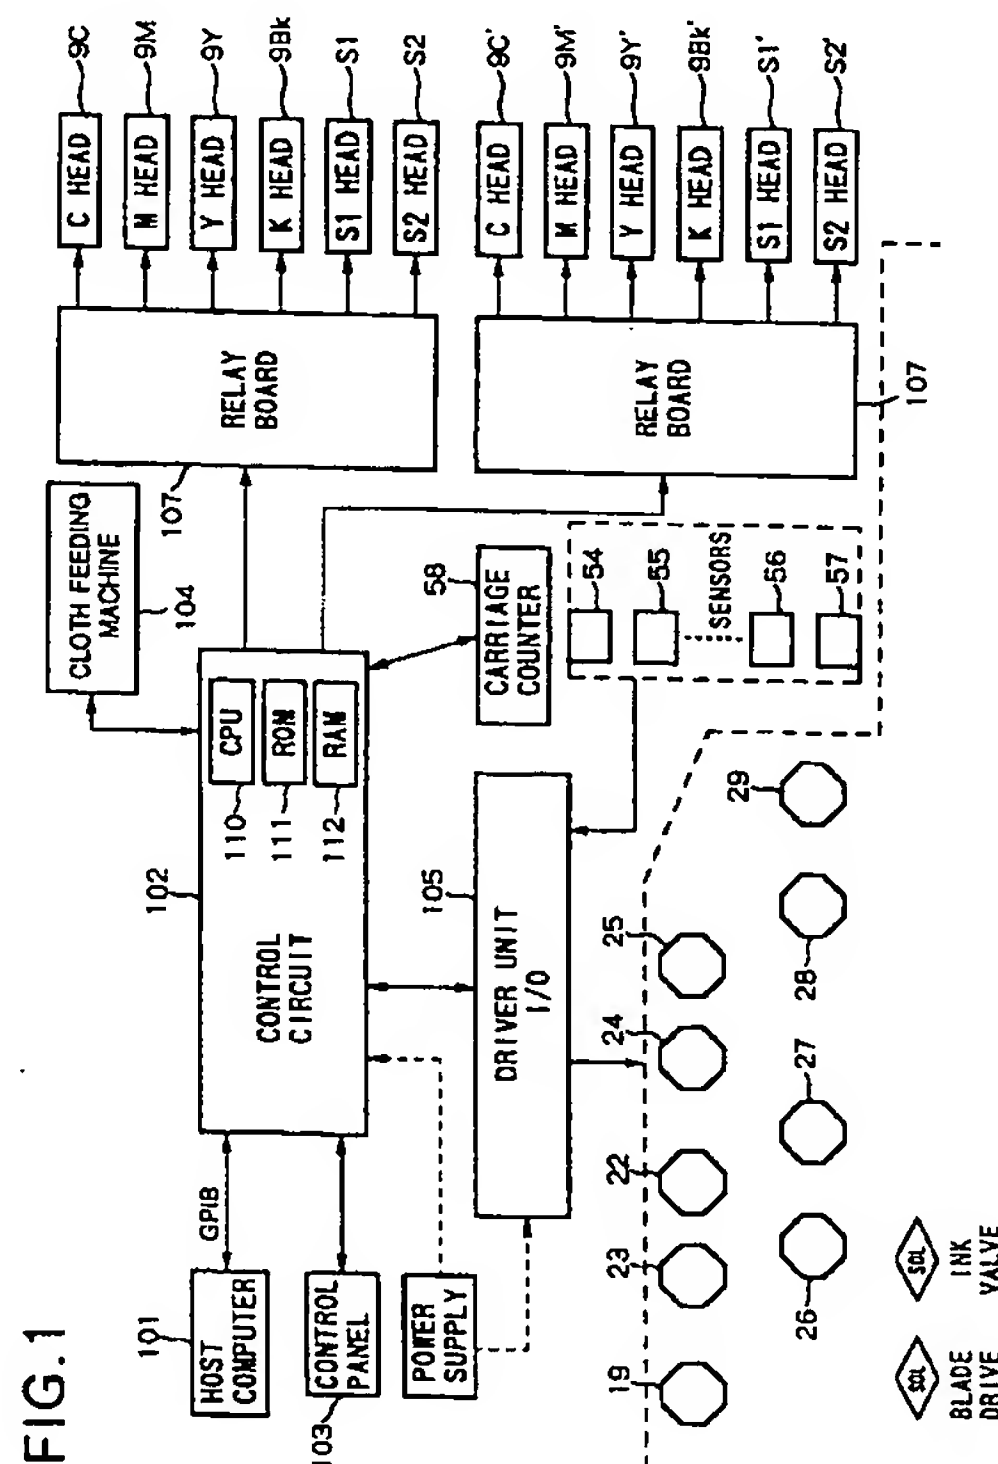 FIG.1
101
HOST
COMPUTER
GPIB
CONTROL
PANEL
103
POWER
SUPPLY
102
CONTROL
CIRCUIT
CPU
110
ROM
111
RAM
112
CLOTH FEEDING
MACHINE
104
105
DRIVER UNIT
I/O
58
CARRIAGE
COUNTER
107
RELAY
BOARD
C HEAD
9C
M HEAD
9M
Y HEAD
9Y
K HEAD
9Bk
S1 HEAD
S1
S2 HEAD
S2
RELAY
BOARD
107
C HEAD
9C'
M HEAD
9M'
Y HEAD
9Y'
K HEAD
9Bk'
S1 HEAD
S1'
S2 HEAD
S2'
54
55
SENSORS
56
57
19
23
22
24
25
26
27
28
29
SOL
BLADE
DRIVE
SOL
INK
VALVE